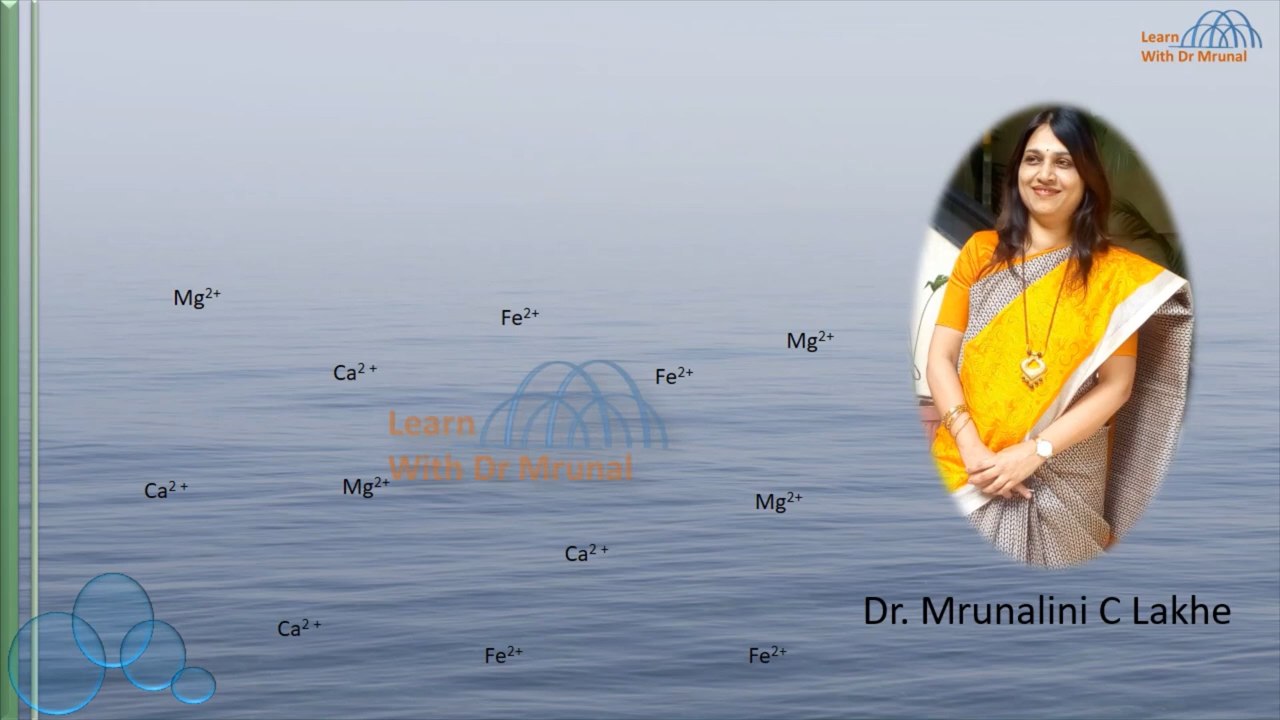 Learn
With Dr Mrunal
Mg²⁺
Fe²⁺
Mg²⁺
Ca² ⁺
Fe²⁺
Learn
With Dr Mrunal
Ca² ⁺
Mg²⁺
Mg²⁺
Ca² ⁺
Dr. Mrunalini C Lakhe
Ca² ⁺
Fe²⁺
Fe²⁺